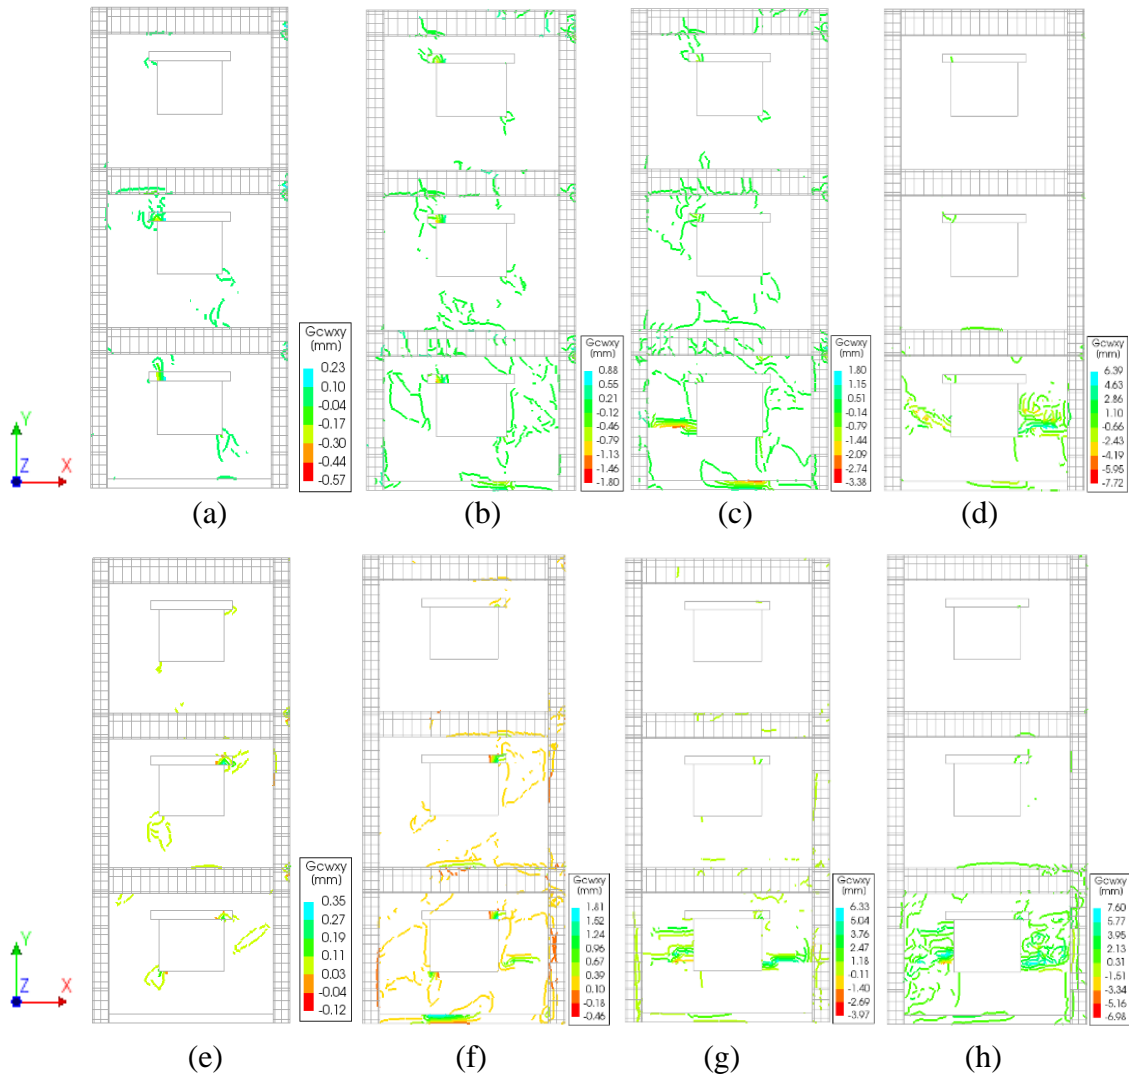 Gcwxy
(mm)
0.23
0.10
-0.04
-0.17
-0.30
-0.44
-0.57
Gcwxy
(mm)
0.88
0.55
0.21
-0.12
-0.46
-0.79
-1.13
-1.46
-1.80
Gcwxy
(mm)
1.80
1.15
0.51
-0.14
-0.79
-1.44
-2.09
-2.74
-3.38
Gcwxy
(mm)
6.39
4.63
2.86
1.10
-0.66
-2.43
-4.19
-5.95
-7.72
Y
Z
X
(a)
(b)
(c)
(d)
Gcwxy
(mm)
0.35
0.27
0.19
0.11
0.03
-0.04
-0.12
Gcwxy
(mm)
1.81
1.52
1.24
0.96
0.67
0.39
0.10
-0.18
-0.46
Gcwxy
(mm)
6.33
6.04
3.76
2.47
1.18
-0.11
-1.40
-2.69
-3.97
Gcwxy
(mm)
7.60
5.77
3.95
2.13
0.31
-1.51
-3.34
-5.16
-6.98
Y
Z
X
(e)
(f)
(g)
(h)